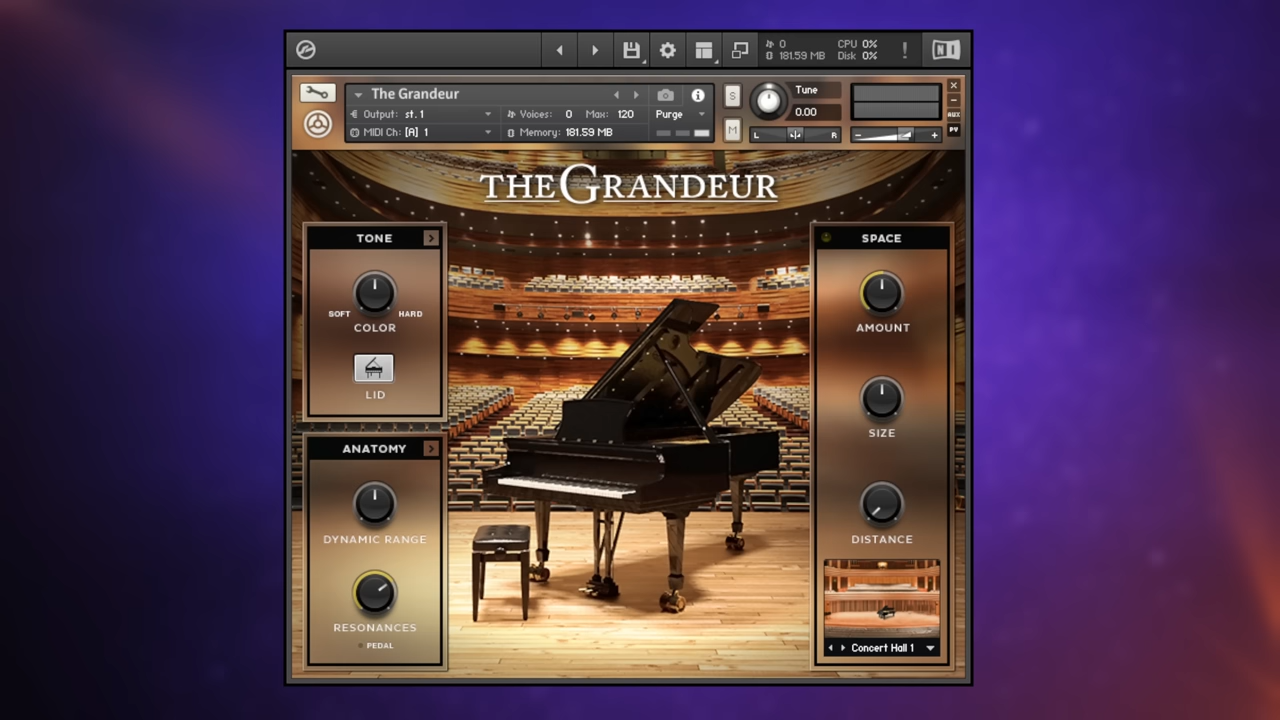 0
181.59 MB
CPU 0%
Disk 0%
!
NI
The Grandeur
Output: st. 1
Voices: 0 Max: 120
Purge
MIDI Ch: [A] 1
Memory: 181.59 MB
S
M
Tune
0.00
L R
- +
×
-
AUX
PV
THE GRANDEUR
TONE
SOFT HARD
COLOR
LID
ANATOMY
DYNAMIC RANGE
RESONANCES
PEDAL
SPACE
AMOUNT
SIZE
DISTANCE
Concert Hall 1